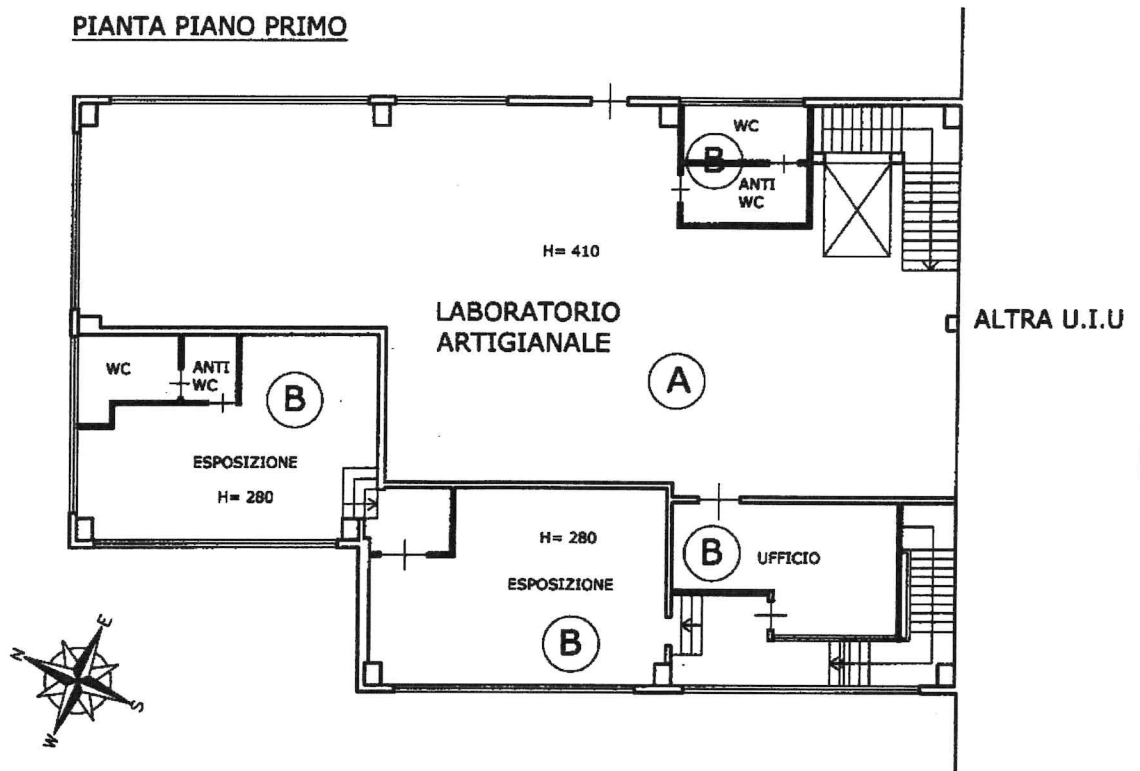 PIANTA PIANO PRIMO
WC
B
ANTI
WC
H= 410
LABORATORIO
ARTIGIANALE
ALTRA U.I.U
A
WC
ANTI
WC
B
ESPOSIZIONE
H= 280
H= 280
ESPOSIZIONE
B
B
UFFICIO
N
E
S
W